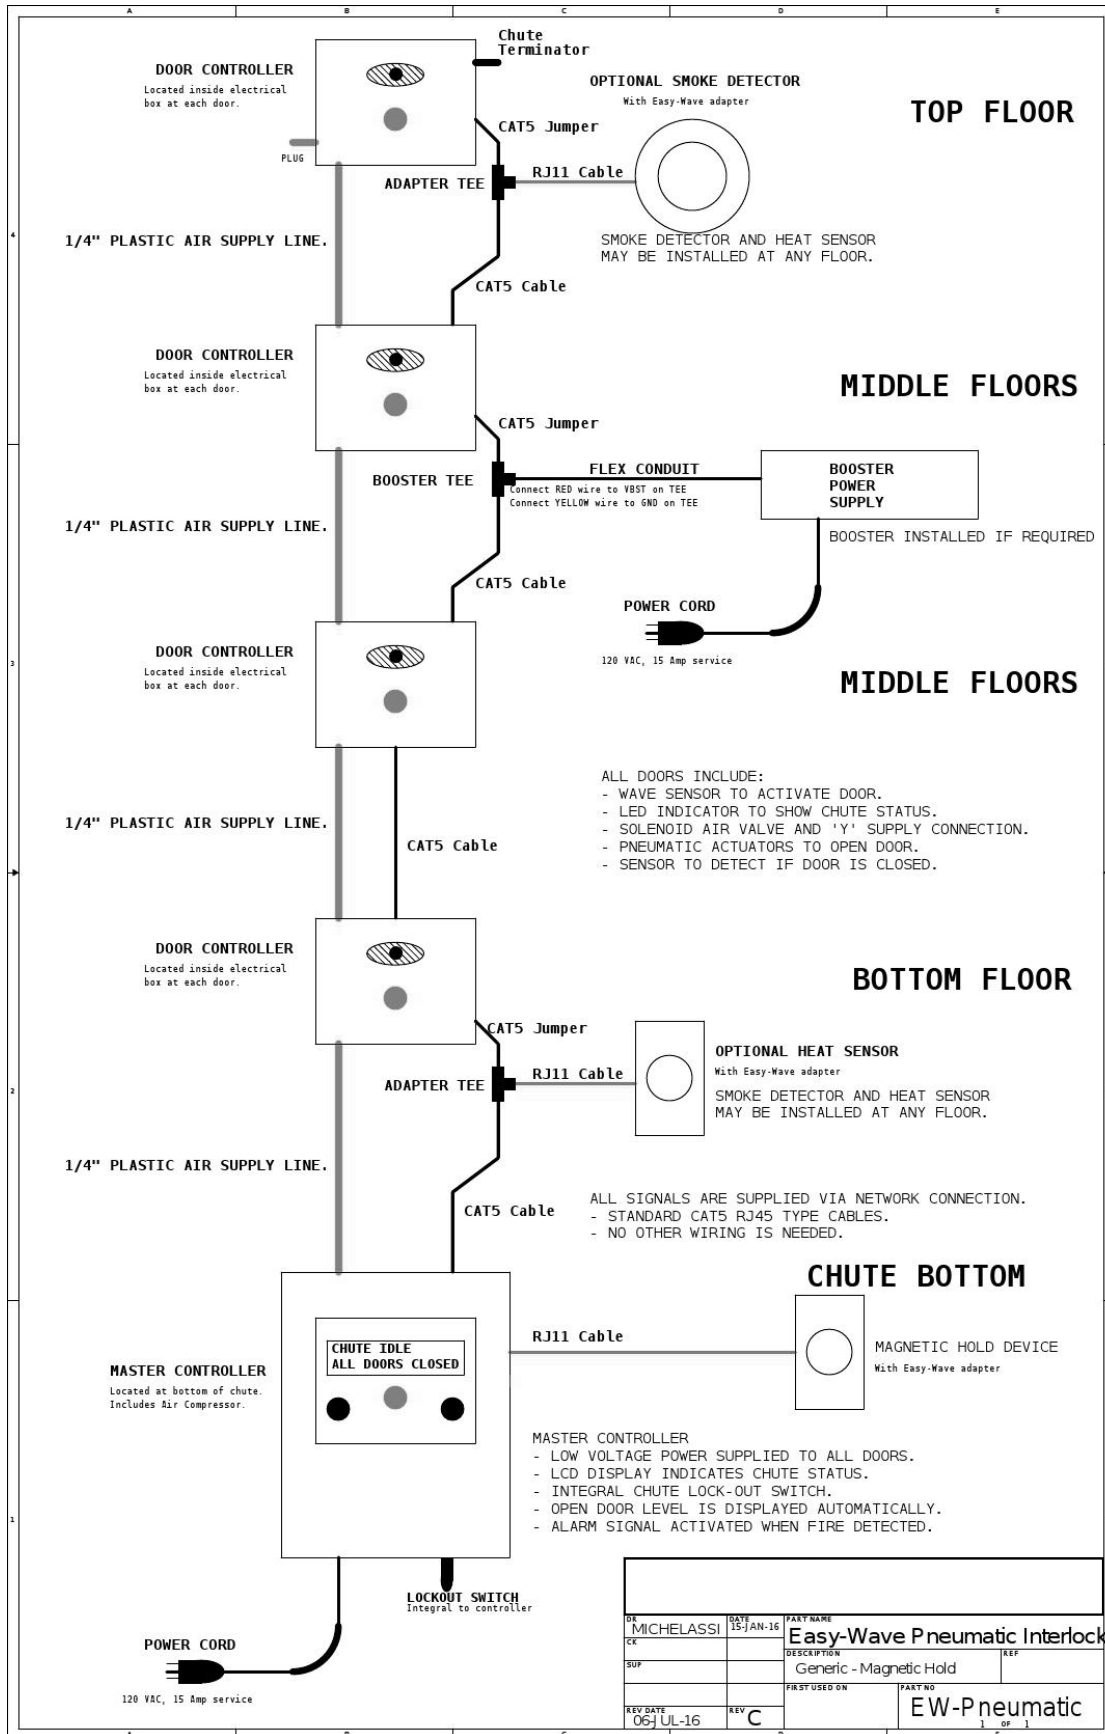 A B C D E
Chute
Terminator
DOOR CONTROLLER
Located inside electrical
box at each door.
OPTIONAL SMOKE DETECTOR
With Easy-Wave adapter
TOP FLOOR
CAT5 Jumper
PLUG
ADAPTER TEE
RJ11 Cable
4
1/4" PLASTIC AIR SUPPLY LINE.
SMOKE DETECTOR AND HEAT SENSOR
MAY BE INSTALLED AT ANY FLOOR.
CAT5 Cable
DOOR CONTROLLER
Located inside electrical
box at each door.
MIDDLE FLOORS
CAT5 Jumper
BOOSTER TEE
FLEX CONDUIT
Connect RED wire to VBST on TEE
Connect YELLOW wire to GND on TEE
BOOSTER
POWER
SUPPLY
1/4" PLASTIC AIR SUPPLY LINE.
BOOSTER INSTALLED IF REQUIRED
CAT5 Cable
POWER CORD
120 VAC, 15 Amp service
3
DOOR CONTROLLER
Located inside electrical
box at each door.
MIDDLE FLOORS
ALL DOORS INCLUDE:
- WAVE SENSOR TO ACTIVATE DOOR.
- LED INDICATOR TO SHOW CHUTE STATUS.
- SOLENOID AIR VALVE AND 'Y' SUPPLY CONNECTION.
- PNEUMATIC ACTUATORS TO OPEN DOOR.
- SENSOR TO DETECT IF DOOR IS CLOSED.
1/4" PLASTIC AIR SUPPLY LINE.
CAT5 Cable
DOOR CONTROLLER
Located inside electrical
box at each door.
BOTTOM FLOOR
CAT5 Jumper
ADAPTER TEE
RJ11 Cable
2
OPTIONAL HEAT SENSOR
With Easy-Wave adapter
SMOKE DETECTOR AND HEAT SENSOR
MAY BE INSTALLED AT ANY FLOOR.
1/4" PLASTIC AIR SUPPLY LINE.
CAT5 Cable
ALL SIGNALS ARE SUPPLIED VIA NETWORK CONNECTION.
- STANDARD CAT5 RJ45 TYPE CABLES.
- NO OTHER WIRING IS NEEDED.
CHUTE BOTTOM
RJ11 Cable
CHUTE IDLE
ALL DOORS CLOSED
MASTER CONTROLLER
Located at bottom of chute.
Includes Air Compressor.
MAGNETIC HOLD DEVICE
With Easy-Wave adapter
MASTER CONTROLLER
- LOW VOLTAGE POWER SUPPLIED TO ALL DOORS.
- LCD DISPLAY INDICATES CHUTE STATUS.
- INTEGRAL CHUTE LOCK-OUT SWITCH.
- OPEN DOOR LEVEL IS DISPLAYED AUTOMATICALLY.
- ALARM SIGNAL ACTIVATED WHEN FIRE DETECTED.
1
LOCKOUT SWITCH
Integral to controller
POWER CORD
120 VAC, 15 Amp service
DR MICHELASSI
DATE 15-JAN-16
PART NAME
Easy-Wave Pneumatic Interlock
CK
SUP
DESCRIPTION
Generic - Magnetic Hold
REF
FIRST USED ON
PART NO
EW-Pneumatic
REV DATE
06-JUL-16
REV C
1 OF 1